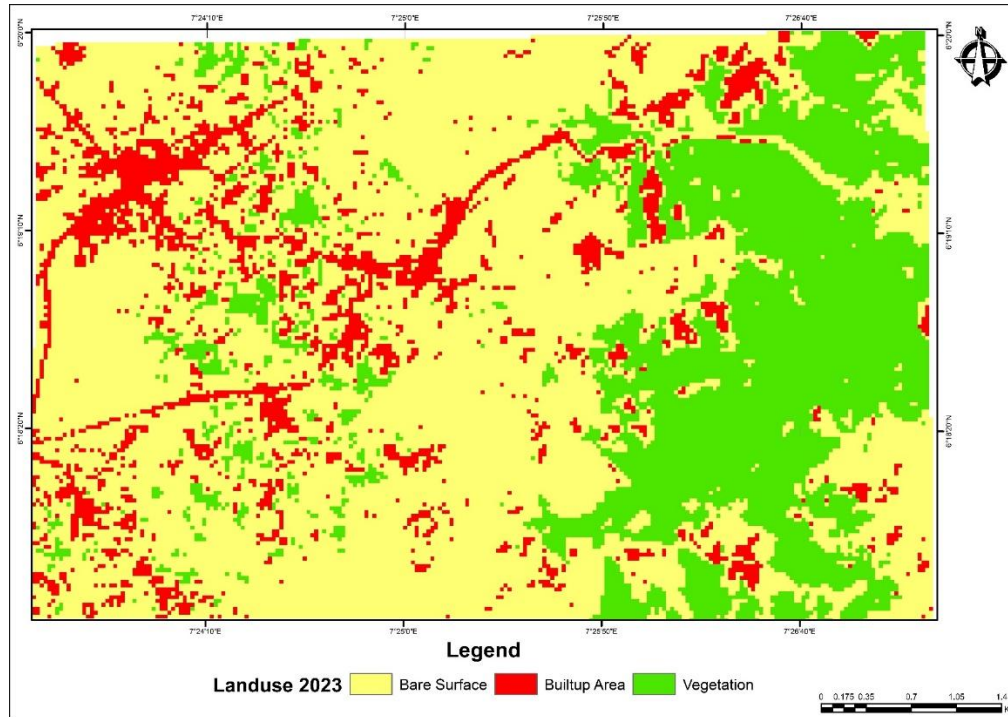 7°24'10"E 7°25'0"E 7°25'50"E 7°26'40"E
6°20'0"N 6°20'0"N
6°19'10"N 6°19'10"N
6°18'20"N 6°18'20"N
7°24'10"E 7°25'0"E 7°25'50"E 7°26'40"E
Legend
Landuse 2023 Bare Surface Builtup Area Vegetation
0 0.175 0.35 0.7 1.05 1.4